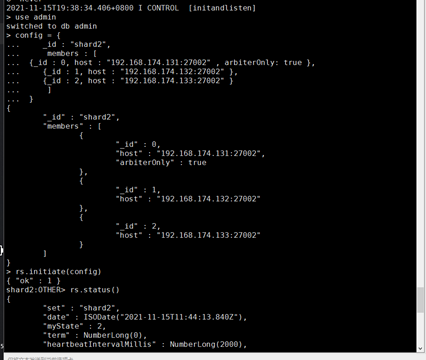 2021-11-15T19:38:34.406+0800 I CONTROL  [initandlisten]
> use admin
switched to db admin
> config = {
...     _id : "shard2",
...      members : [
...  {_id : 0, host : "192.168.174.131:27002" , arbiterOnly: true },
...     {_id : 1, host : "192.168.174.132:27002" },
...     {_id : 2, host : "192.168.174.133:27002" }
...      ]
...  }
{
"_id" : "shard2",
"members" : [
{
"_id" : 0,
"host" : "192.168.174.131:27002",
"arbiterOnly" : true
},
{
"_id" : 1,
"host" : "192.168.174.132:27002"
},
{
"_id" : 2,
"host" : "192.168.174.133:27002"
}
]
}
> rs.initiate(config)
{ "ok" : 1 }
shard2:OTHER> rs.status()
{
"set" : "shard2",
"date" : ISODate("2021-11-15T11:44:13.840Z"),
"myState" : 2,
"term" : NumberLong(0),
"heartbeatIntervalMillis" : NumberLong(2000),